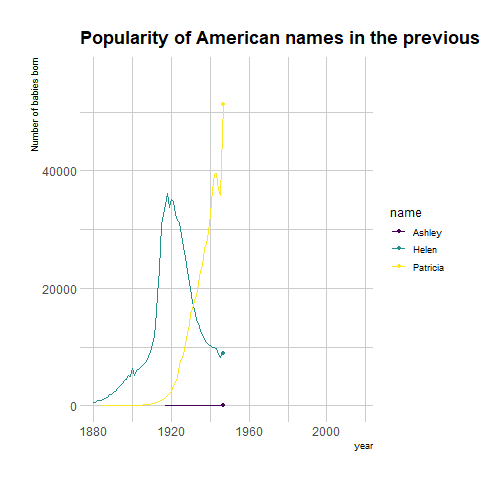 Popularity of American names in the previous
Number of babies born
40000
20000
0
1880 1920 1960 2000
year
name
Ashley
Helen
Patricia